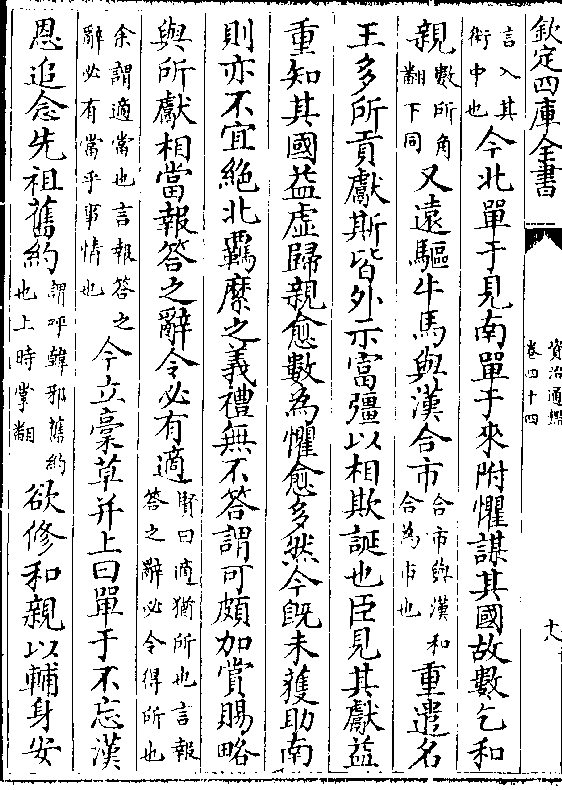 欽定四庫全書
資治通鑑
卷四十四
十八
言入其
術中也
今北單于見南單于來附懼謀其國故數乞和
親
數所角
翻下同
又遠驅牛馬與漢合市
合市與漢和
合為市也
重遣名
王多所貢獻斯皆外示富彊以相欺誕也臣見其獻益
重知其國益虛歸親愈數為懼愈多然今既未獲助南
則亦不宜絶北羈縻之義禮無不答謂可頗加賞賜略
與所獻相當報答之辭令必有適
賢曰適猶所也言報
答之辭必令得所也
余謂適當也言報答之
辭必有當乎事情也
今立稾草并上曰單于不忘漢
恩追念先祖舊約
謂呼韓邪舊約
也上時掌翻
欲修和親以輔身安